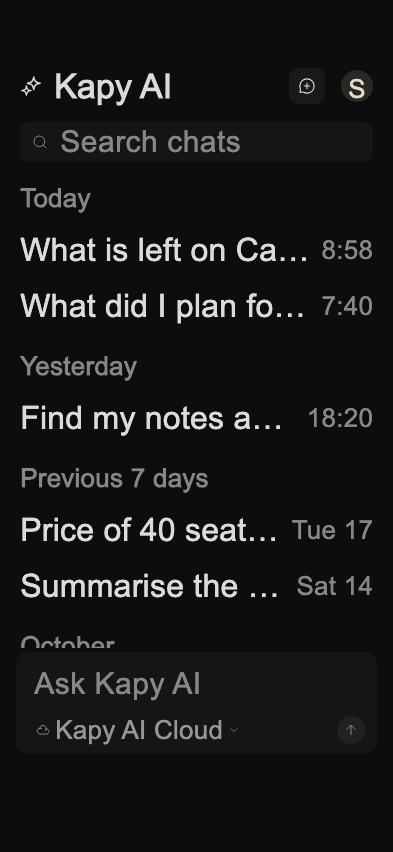 Kapy AI
S
Search chats
Today
What is left on Ca… 8:58
What did I plan fo… 7:40
Yesterday
Find my notes a… 18:20
Previous 7 days
Price of 40 seat… Tue 17
Summarise the … Sat 14
October
Ask Kapy AI
Kapy AI Cloud